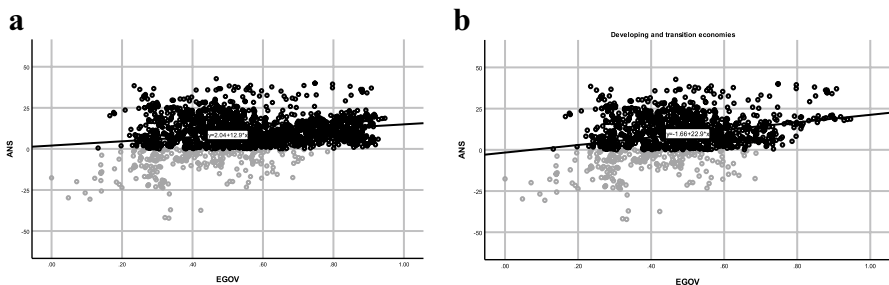 a
50
25
0
-25
-50
ANS
y=2.04+12.9*x
.00 .20 .40 .60 .80 1.00
EGOV
b
Developing and transition economies
50
25
0
-25
-50
ANS
y=-1.66+22.9*x
.00 .20 .40 .60 .80 1.00
EGOV